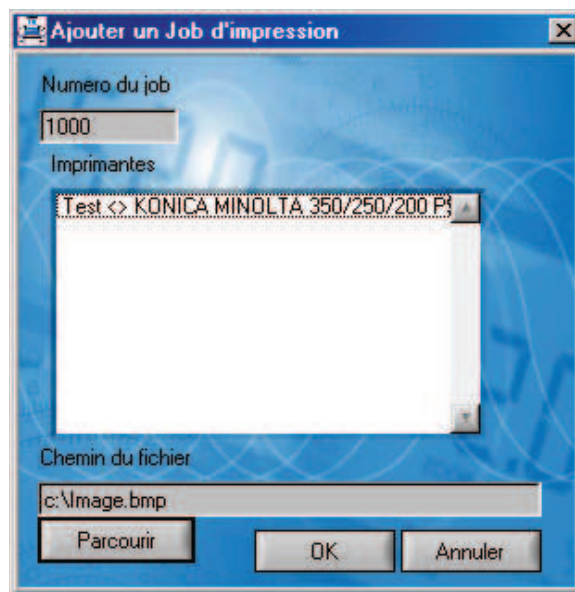 Ajouter un Job d'impression
Numero du job
1000
Imprimantes
Test <> KONICA MINOLTA 350/250/200 PS
Chemin du fichier
c:\Image.bmp
Parcourir
OK
Annuler